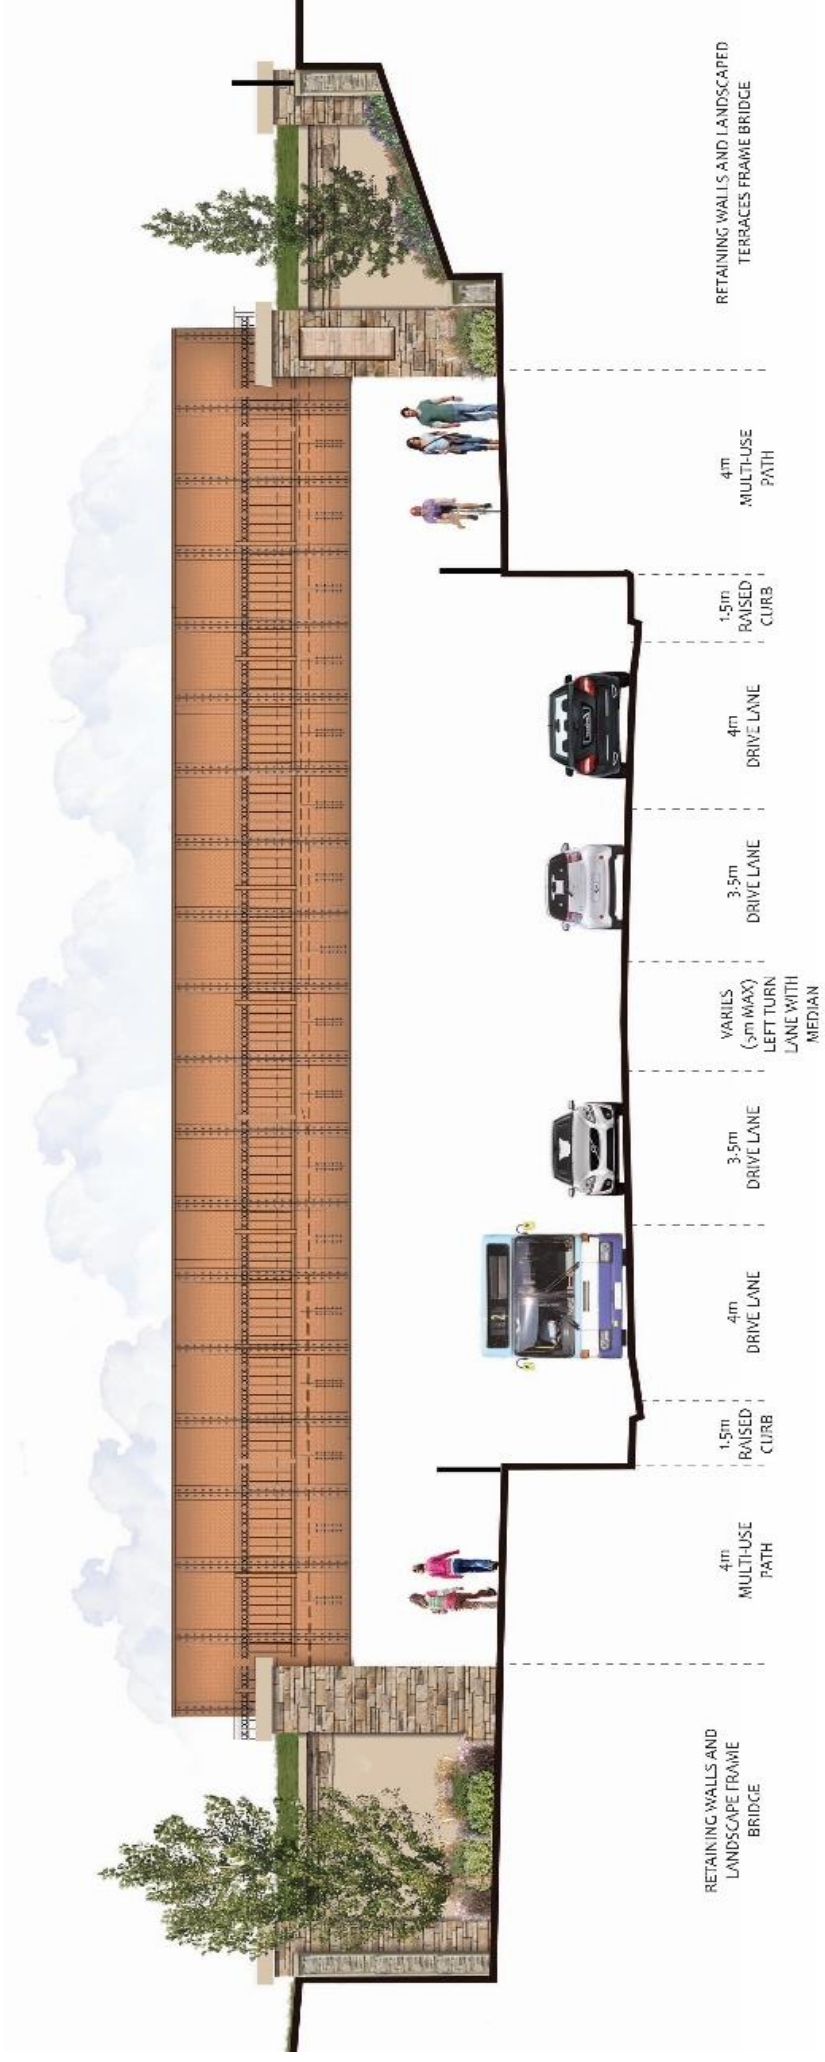 2
RETAINING WALLS AND
LANDSCAPE FRAME
BRIDGE
4m
MULTI-USE
PATH
1.5m
RAISED
CURB
4m
DRIVE LANE
3.5m
DRIVE LANE
VARIES
(5m MAX)
LEFT TURN
LANE WITH
MEDIAN
3.5m
DRIVE LANE
4m
DRIVE LANE
1.5m
RAISED
CURB
4m
MULTI-USE
PATH
RETAINING WALLS AND LANDSCAPED
TERRACES FRAME BRIDGE